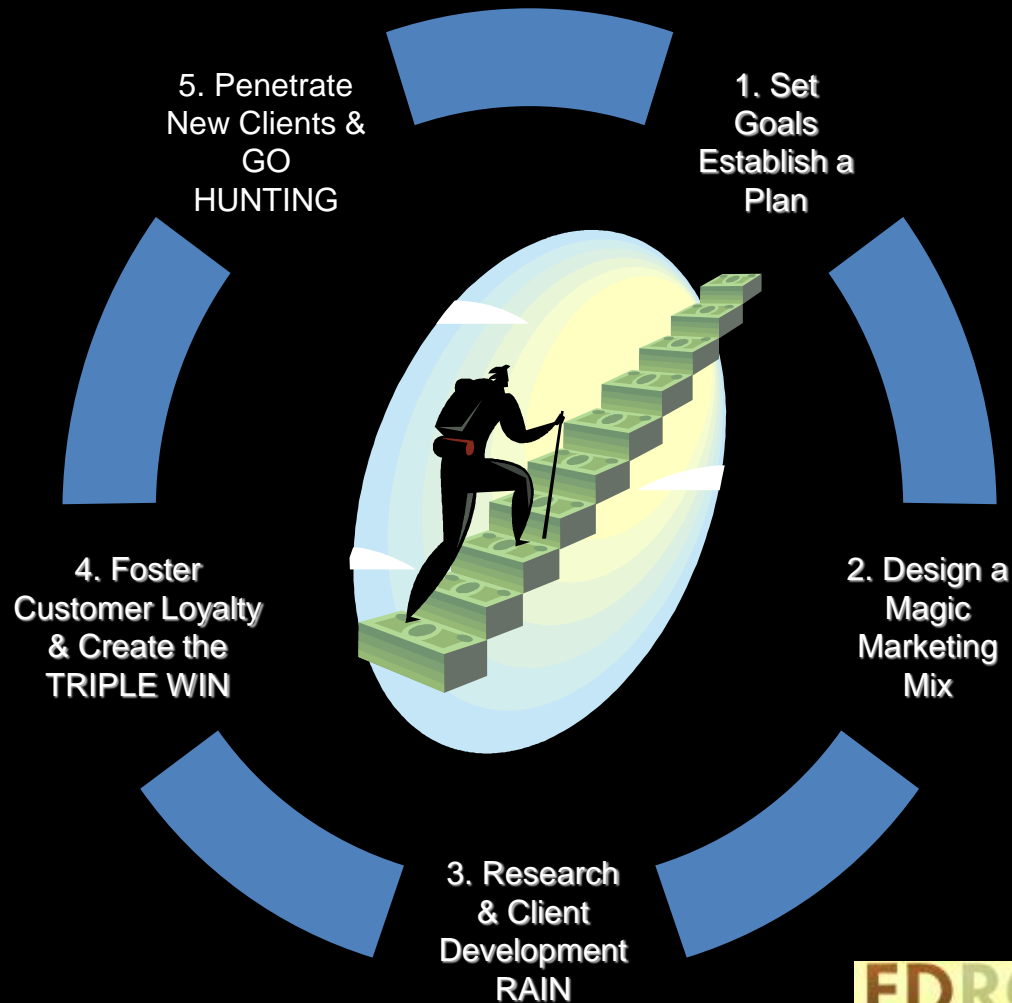 1. Set
Goals
Establish a
Plan
2. Design a
Magic
Marketing
Mix
3. Research
& Client
Development
RAIN
4. Foster
Customer Loyalty
& Create the
TRIPLE WIN
5. Penetrate
New Clients &
GO
HUNTING